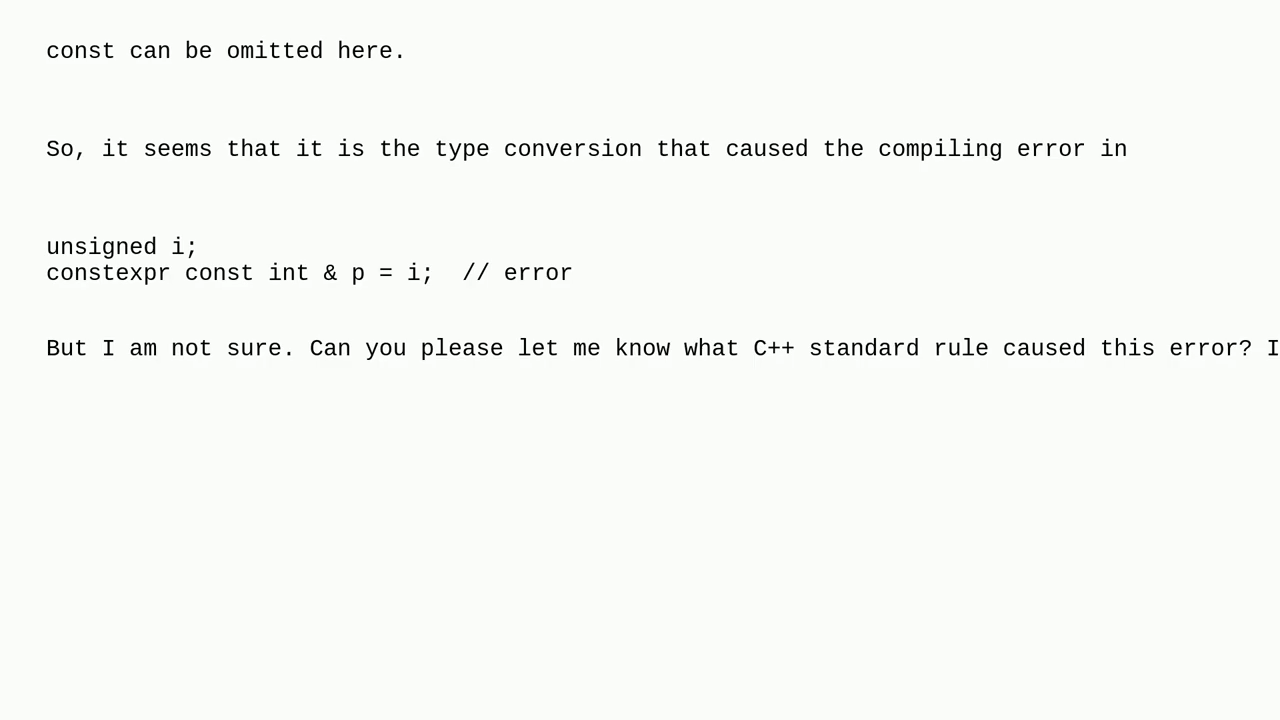 const can be omitted here.
So, it seems that it is the type conversion that caused the compiling error in
unsigned i;
constexpr const int & p = i;  // error
But I am not sure. Can you please let me know what C++ standard rule caused this error? I